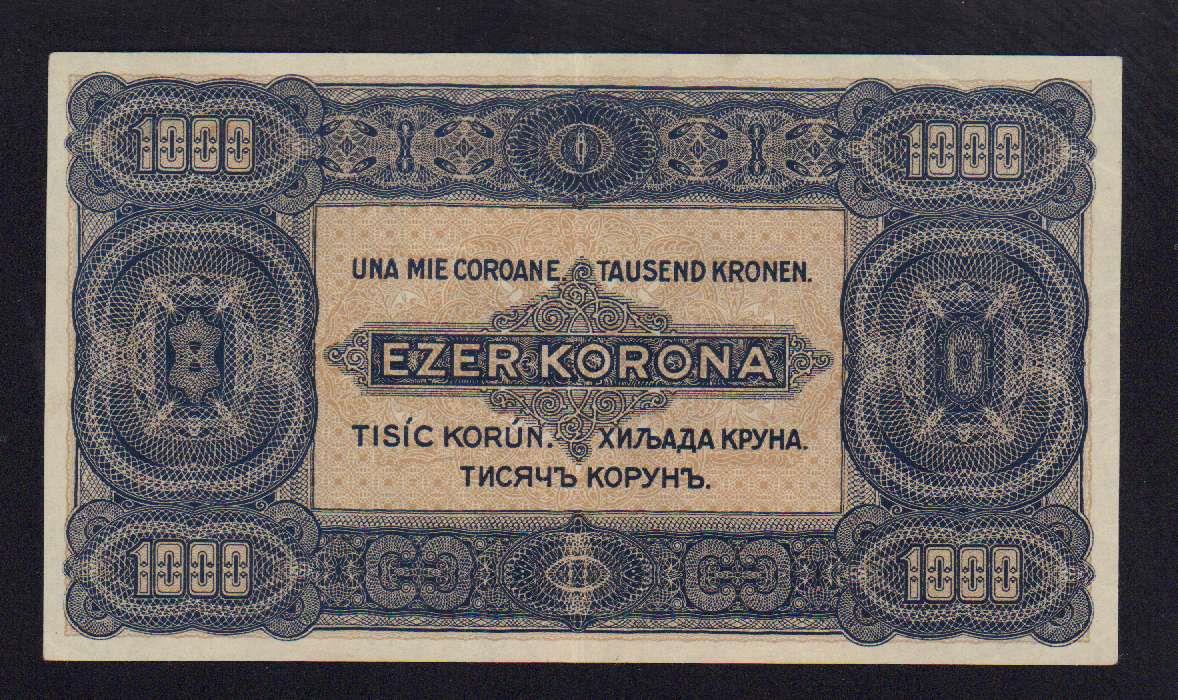 1000 1000
UNA MIE COROANE. TAUSEND KRONEN.
EZER KORONA
TISÍC KORÚN. ХИЉАДА КРУНА.
ТИСЯЧЪ КОРУНЪ.
1000 1000